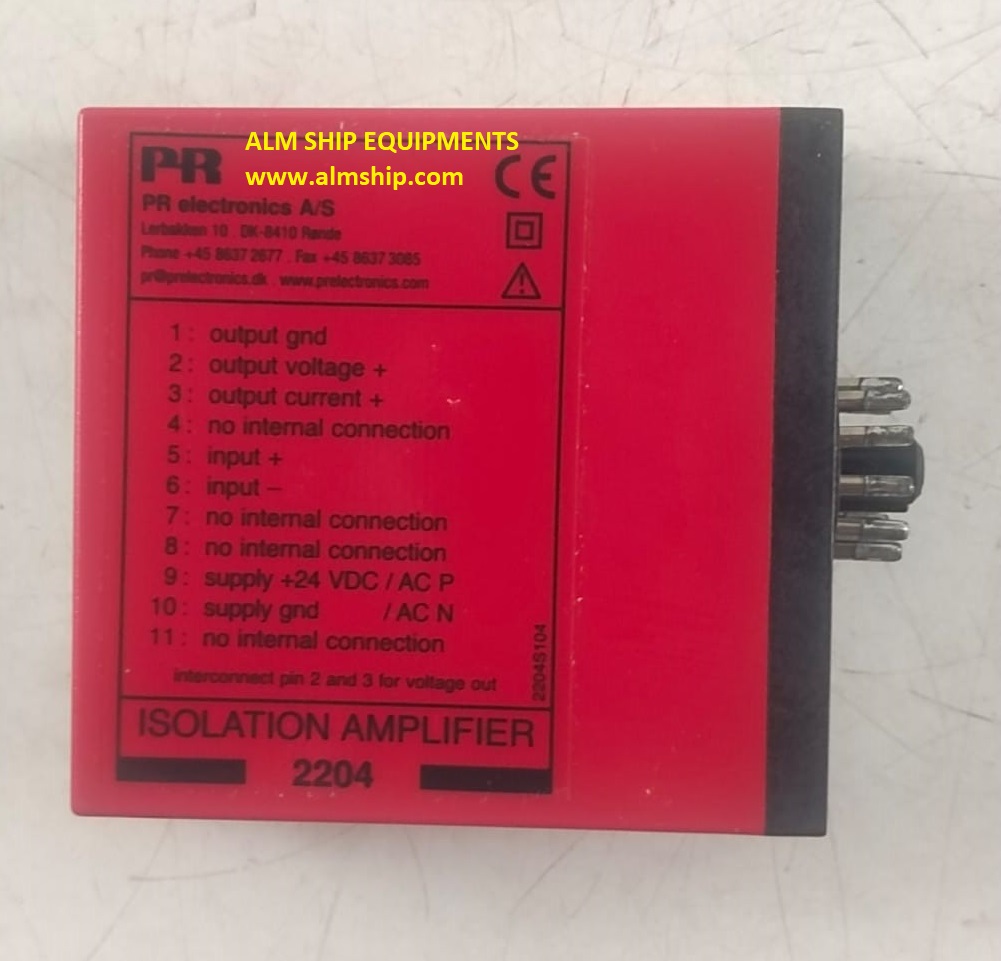 ALM SHIP EQUIPMENTS
www.almship.com
PR
CE
PR electronics A/S
Lerbakken 10 . DK-8410 Rønde
Phone +45 8637 2677 . Fax +45 8637 3085
pr@prelectronics.dk . www.prelectronics.com
1 : output gnd
2 : output voltage +
3 : output current +
4 : no internal connection
5 : input +
6 : input –
7 : no internal connection
8 : no internal connection
9 : supply +24 VDC / AC P
10 : supply gnd / AC N
11 : no internal connection
interconnect pin 2 and 3 for voltage out
2204S104
ISOLATION AMPLIFIER
2204